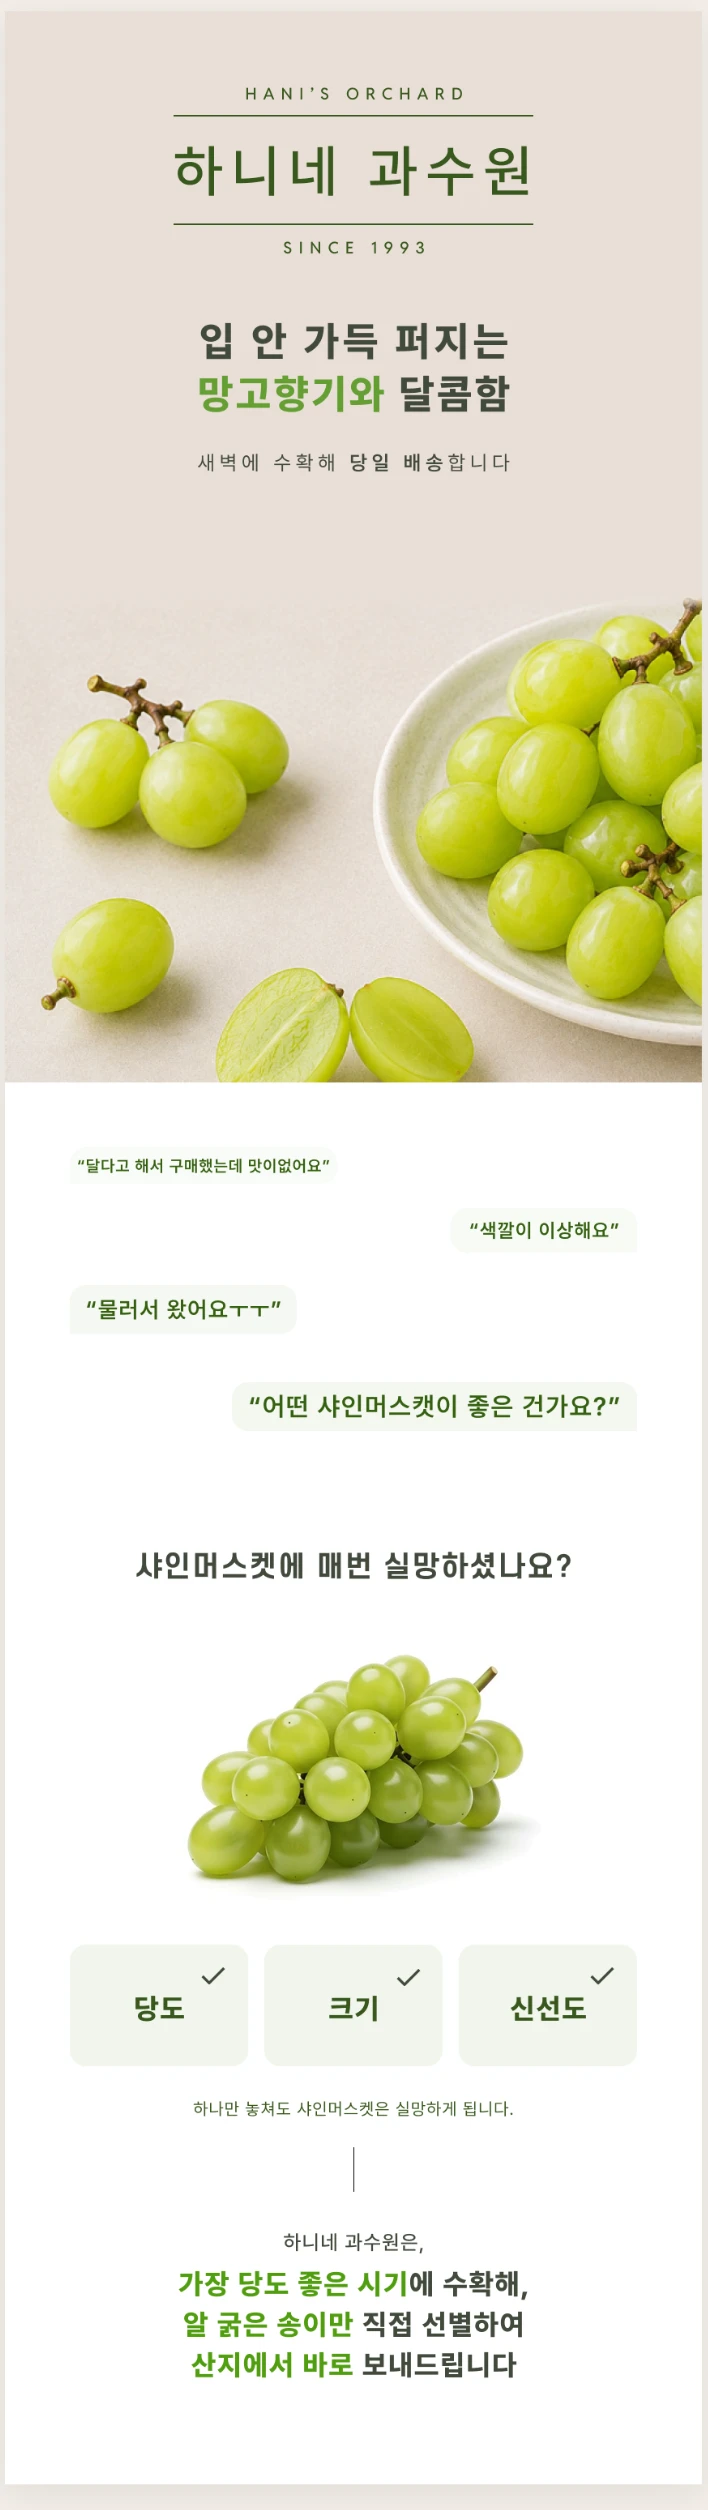 HANI'S ORCHARD
하니네 과수원
SINCE 1993
입 안 가득 퍼지는
망고향기와 달콤함
새벽에 수확해 당일 배송합니다
“달다고 해서 구매했는데 맛이없어요”
“색깔이 이상해요”
“물러서 왔어요ㅜㅜ”
“어떤 샤인머스캣이 좋은 건가요?”
샤인머스켓에 매번 실망하셨나요?
당도
크기
신선도
하나만 놓쳐도 샤인머스켓은 실망하게 됩니다.
하니네 과수원은,
가장 당도 좋은 시기에 수확해,
알 굵은 송이만 직접 선별하여
산지에서 바로 보내드립니다